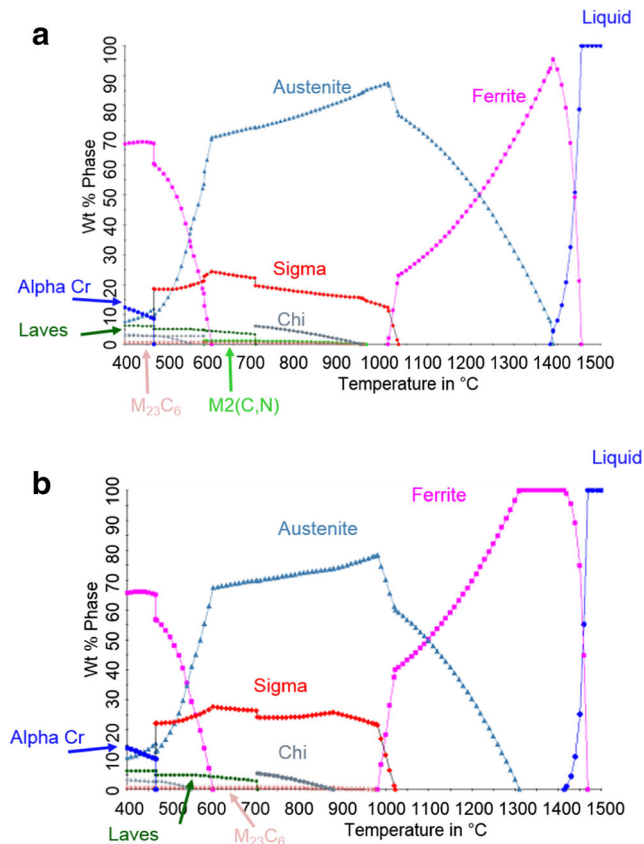 Liquid
a
Austenite
Ferrite
Wt % Phase
0 10 20 30 40 50 60 70 80 90 100
Sigma
Alpha Cr
Chi
Laves
400 500 600 700 800 900 1000 1100 1200 1300 1400 1500
Temperature in °C
M23C6
M2(C,N)
Liquid
b
Ferrite
Austenite
Wt % Phase
0 10 20 30 40 50 60 70 80 90 100
Sigma
Alpha Cr
Chi
400 500 600 700 800 900 1000 1100 1200 1300 1400 1500
Temperature in °C
Laves
M23C6